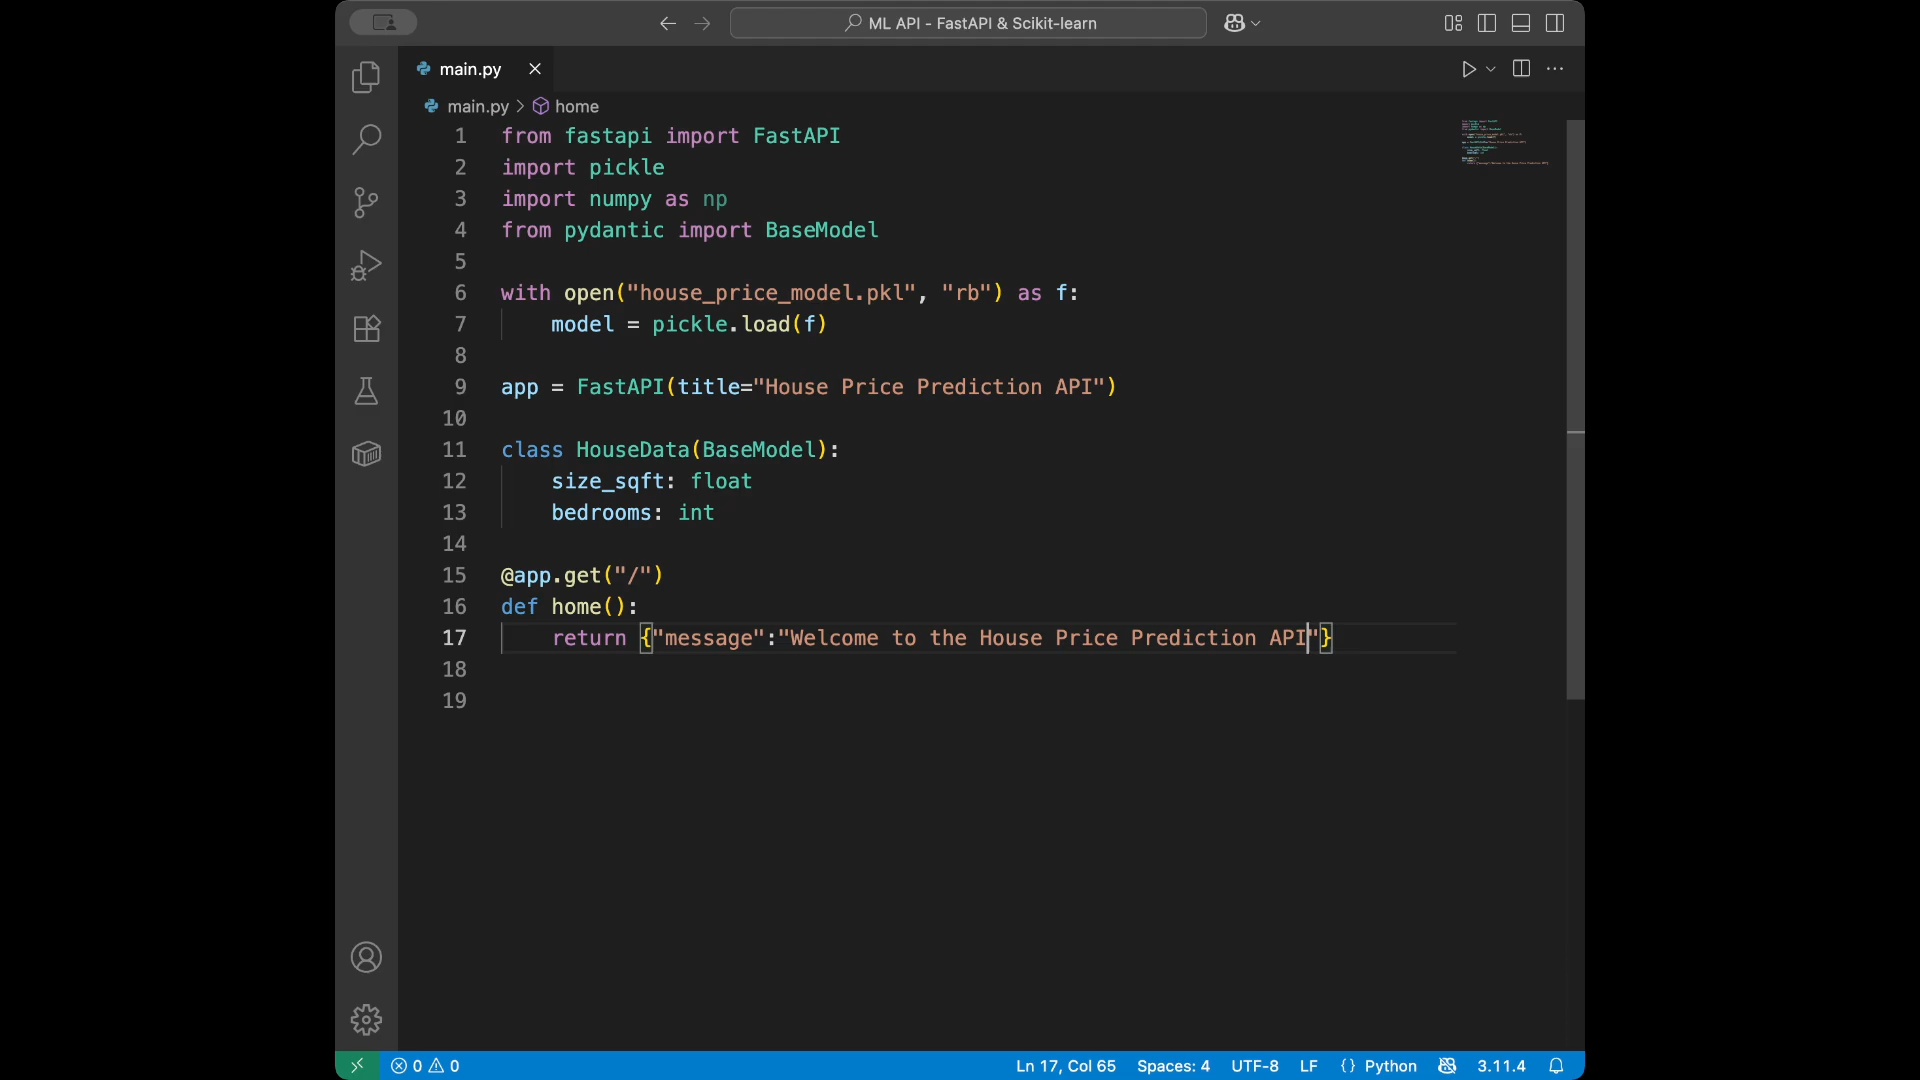 ML API - FastAPI & Scikit-learn
main.py
main.py > home
1 from fastapi import FastAPI
2 import pickle
3 import numpy as np
4 from pydantic import BaseModel
5
6 with open("house_price_model.pkl", "rb") as f:
7     model = pickle.load(f)
8
9 app = FastAPI(title="House Price Prediction API")
10
11 class HouseData(BaseModel):
12     size_sqft: float
13     bedrooms: int
14
15 @app.get("/")
16 def home():
17     return {"message":"Welcome to the House Price Prediction API"}
18
19
0 0 Ln 17, Col 65 Spaces: 4 UTF-8 LF {} Python 3.11.4